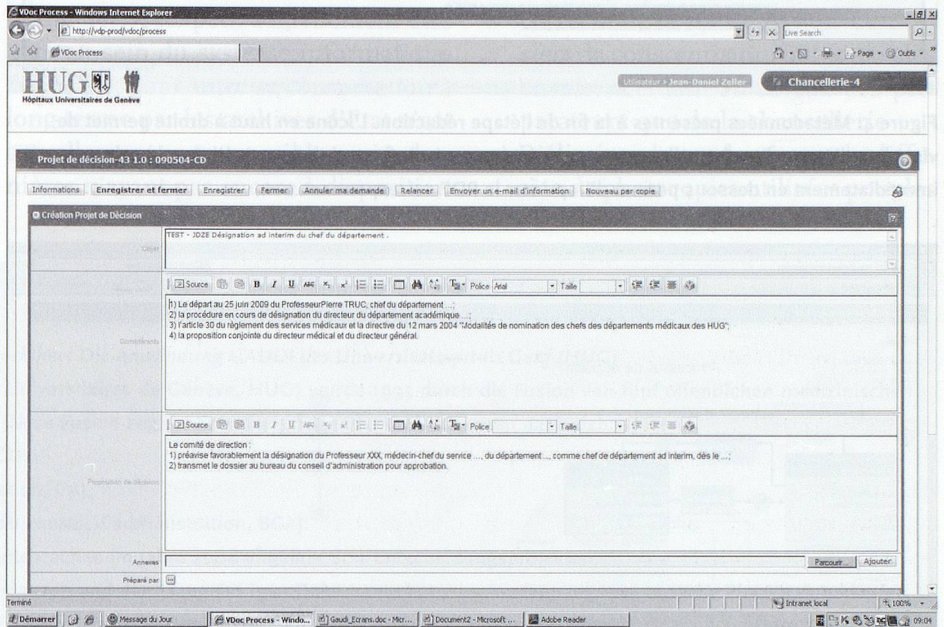 VDoc Process - Windows Internet Explorer
http://vdp-prod/vdoc/process
Live Search
VDoc Process
Page
Outils
HUG
Hôpitaux Universitaires de Genève
Utilisateur > Jean-Daniel Zeller
Chancellerie-4
Projet de décision-43 1.0 : 090504-CD
Informations Enregistrer et fermer Enregistrer Fermer Annuler ma demande Relancer Envoyer un e-mail d'information Nouveau par copie
Création Projet de Décision
TEST - JDZE Désignation ad interim du chef du département .
Source B I U ABC Police Arial Taille
1) Le départ au 25 juin 2009 du ProfesseurPierre TRUC, chef du département ...;
2) la procédure en cours de désignation du directeur du département académique ...;
3) l'article 30 du règlement des services médicaux et la directive du 12 mars 2004 "Modalités de nomination des chefs des départements médicaux des HUG";
4) la proposition conjointe du directeur médical et du directeur général.
Considérants
Source B I U ABC Police Taille
Le comité de direction :
1) préavise favorablement la désignation du Professeur XXX, médecin-chef du service ..., du département..., comme chef de département ad interim, dès le ...;
2) transmet le dossier au bureau du conseil d'administration pour approbation.
Proposition de décision
Annexes Parcourir... Ajouter
Préparé par
Terminé Intranet local 100%
Démarrer Message du Jour VDoc Process - Windo... Gaudi_Ecrans.doc - Micr... Document2 - Microsoft ... Adobe Reader 09:04